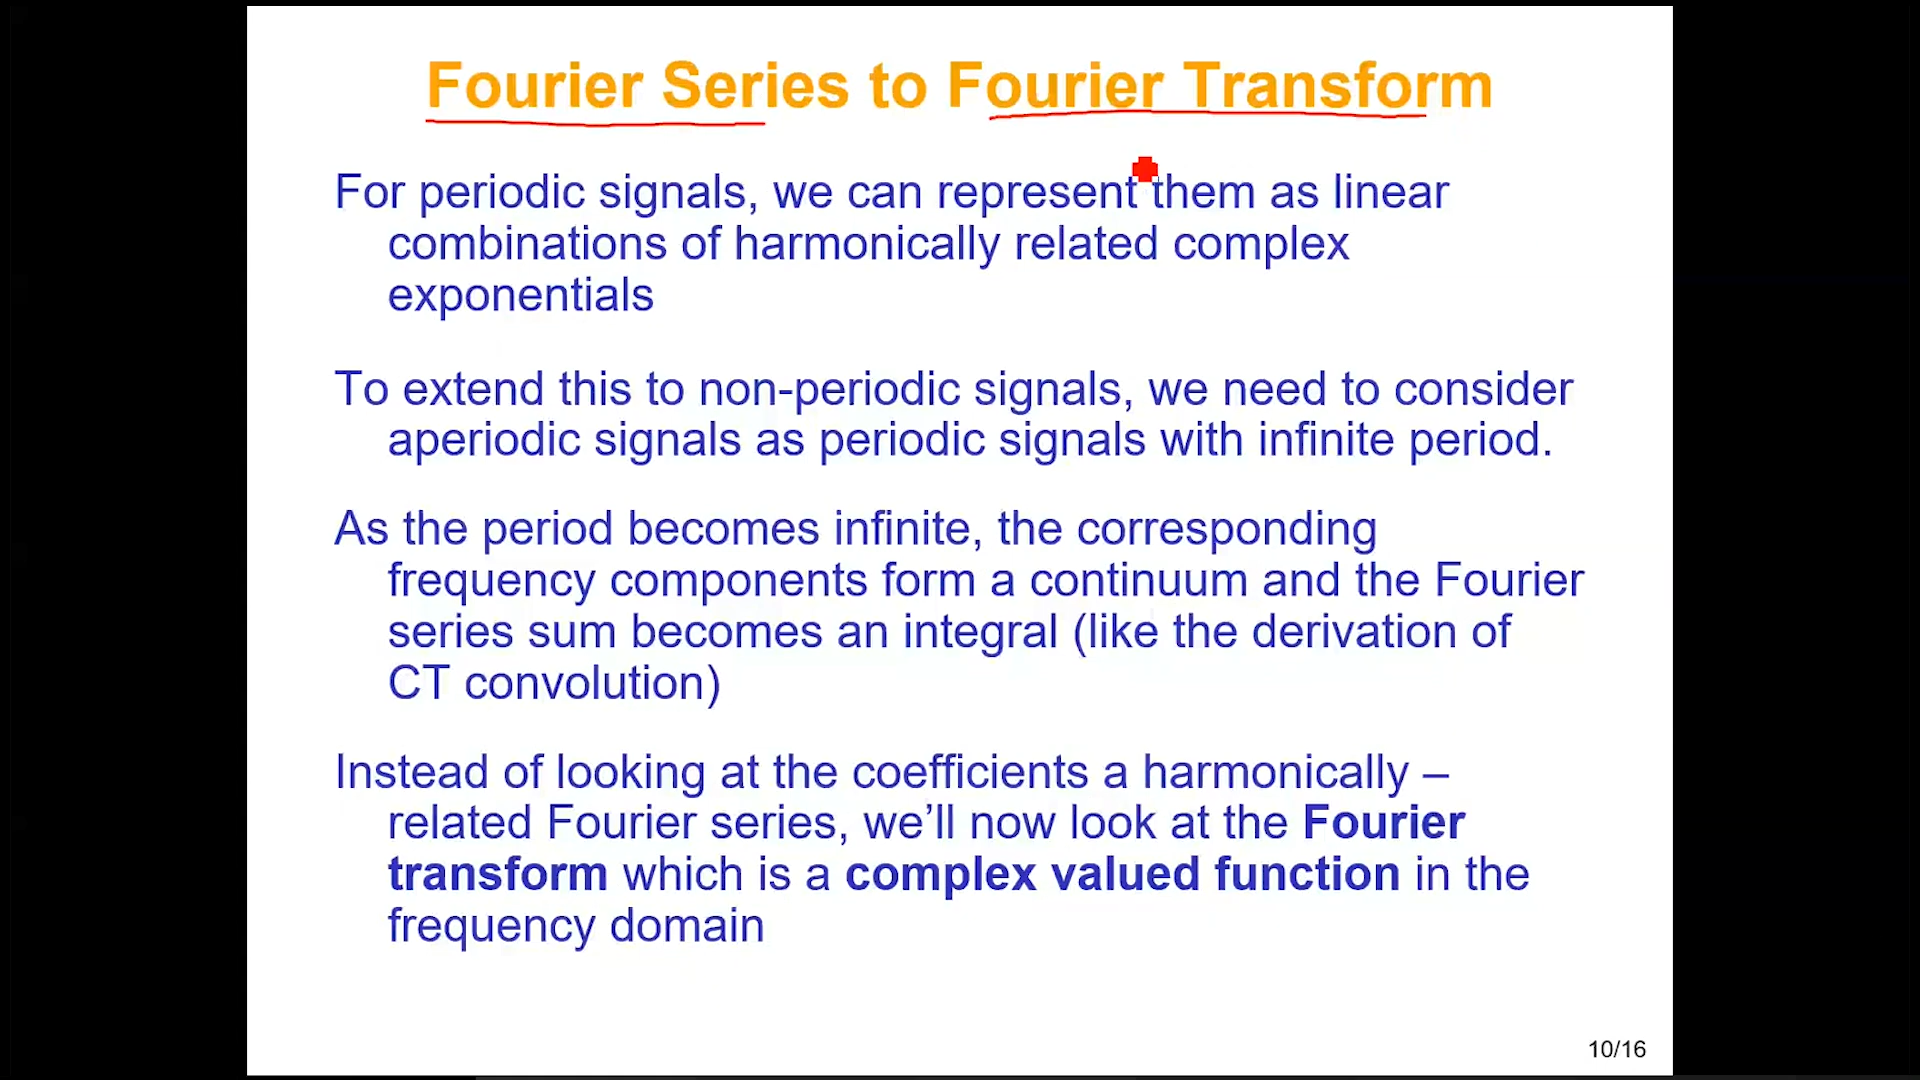 Fourier Series to Fourier Transform
For periodic signals, we can represent them as linear
combinations of harmonically related complex
exponentials
To extend this to non-periodic signals, we need to consider
aperiodic signals as periodic signals with infinite period.
As the period becomes infinite, the corresponding
frequency components form a continuum and the Fourier
series sum becomes an integral (like the derivation of
CT convolution)
Instead of looking at the coefficients a harmonically –
related Fourier series, we’ll now look at the Fourier
transform which is a complex valued function in the
frequency domain
10/16